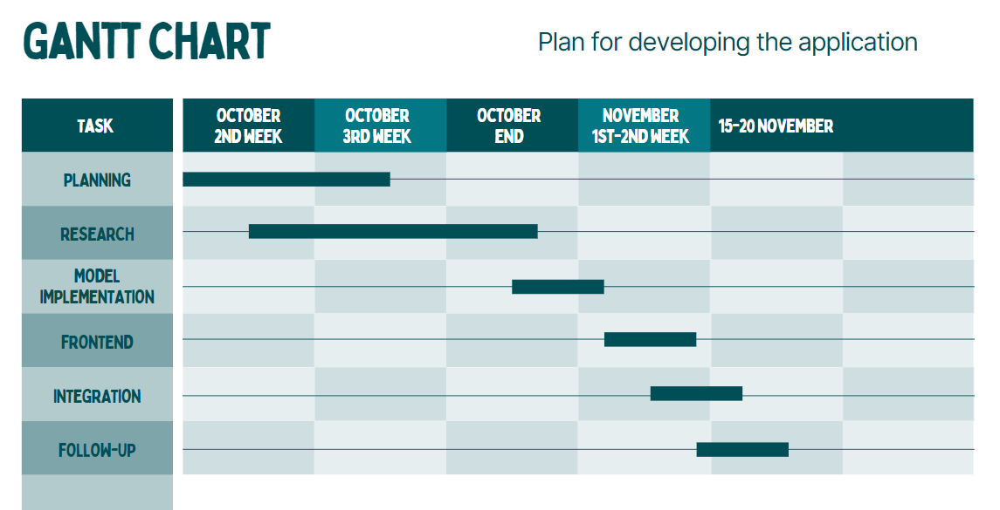 GANTT CHART
Plan for developing the application
TASK
OCTOBER
2ND WEEK
OCTOBER
3RD WEEK
OCTOBER
END
NOVEMBER
1ST-2ND WEEK
15-20 NOVEMBER
PLANNING
RESEARCH
MODEL
IMPLEMENTATION
FRONTEND
INTEGRATION
FOLLOW-UP